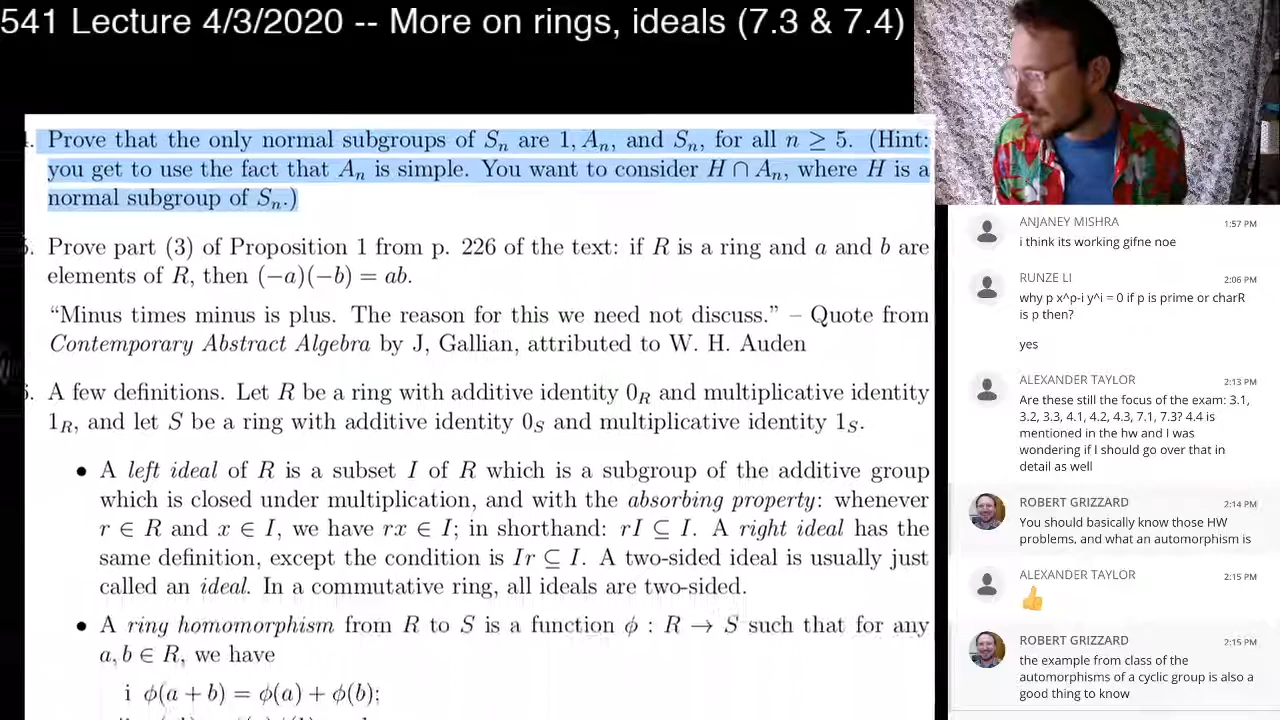 541 Lecture 4/3/2020 -- More on rings, ideals (7.3 & 7.4)
. Prove that the only normal subgroups of Sₙ are 1, Aₙ, and Sₙ, for all n ≥ 5. (Hint:
you get to use the fact that Aₙ is simple. You want to consider H ∩ Aₙ, where H is a
normal subgroup of Sₙ.)
. Prove part (3) of Proposition 1 from p. 226 of the text: if R is a ring and a and b are
elements of R, then (−a)(−b) = ab.
“Minus times minus is plus. The reason for this we need not discuss.” – Quote from
Contemporary Abstract Algebra by J, Gallian, attributed to W. H. Auden
. A few definitions. Let R be a ring with additive identity 0_R and multiplicative identity
1_R, and let S be a ring with additive identity 0_S and multiplicative identity 1_S.
• A left ideal of R is a subset I of R which is a subgroup of the additive group
which is closed under multiplication, and with the absorbing property: whenever
r ∈ R and x ∈ I, we have rx ∈ I; in shorthand: rI ⊆ I. A right ideal has the
same definition, except the condition is Ir ⊆ I. A two-sided ideal is usually just
called an ideal. In a commutative ring, all ideals are two-sided.
• A ring homomorphism from R to S is a function ϕ : R → S such that for any
a, b ∈ R, we have
i ϕ(a + b) = ϕ(a) + ϕ(b);
ANJANEY MISHRA 1:57 PM
i think its working gifne noe
RUNZE LI 2:06 PM
why p x^p-i y^i = 0 if p is prime or charR
is p then?
yes
ALEXANDER TAYLOR 2:13 PM
Are these still the focus of the exam: 3.1,
3.2, 3.3, 4.1, 4.2, 4.3, 7.1, 7.3? 4.4 is
mentioned in the hw and I was
wondering if I should go over that in
detail as well
ROBERT GRIZZARD 2:14 PM
You should basically know those HW
problems, and what an automorphism is
ALEXANDER TAYLOR 2:15 PM
👍
ROBERT GRIZZARD 2:15 PM
the example from class of the
automorphisms of a cyclic group is also a
good thing to know